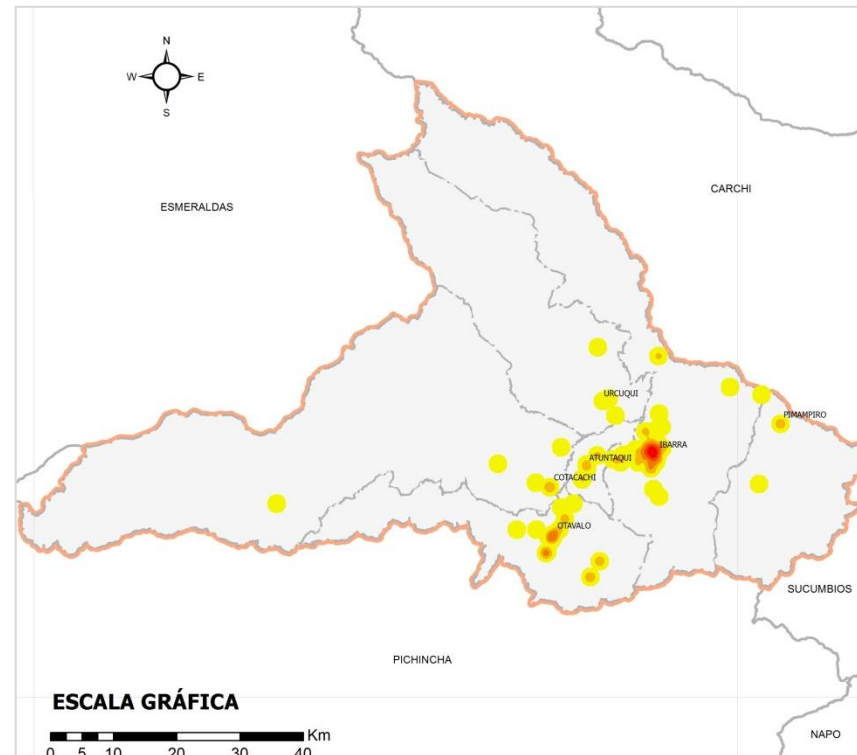 N
W E
S
ESMERALDAS
CARCHI
URCUQUI
PIMAMPIRO
IBARRA
ATUNTAQUI
COTACACHI
OTAVALO
SUCUMBIOS
PICHINCHA
ESCALA GRÁFICA
NAPO
Km
0 5 10 20 30 40